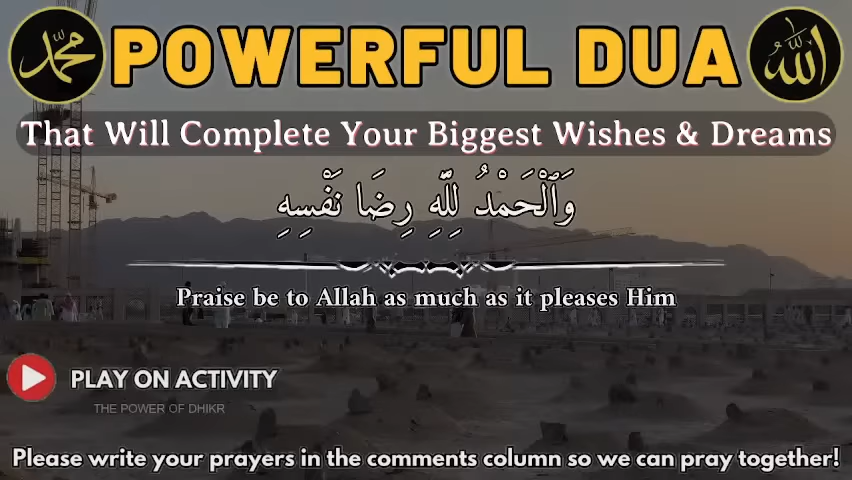 محمد POWERFUL DUA الله
That Will Complete Your Biggest Wishes & Dreams
وَٱلْحَمْدُ لِلَّهِ رِضَا نَفْسِهِ
Praise be to Allah as much as it pleases Him
PLAY ON ACTIVITY
THE POWER OF DHIKR
Please write your prayers in the comments column so we can pray together!